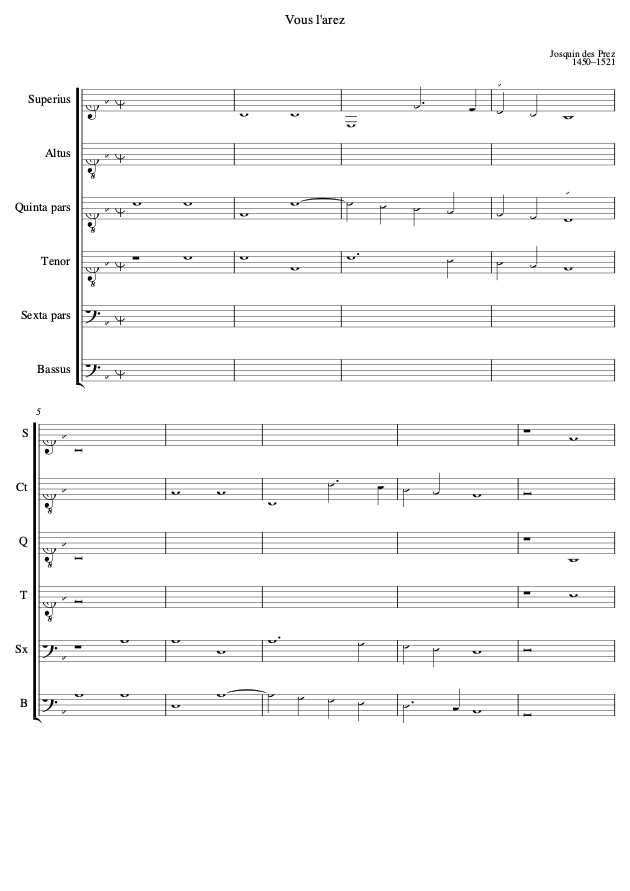 Vous l'arez
Josquin des Prez
1450–1521
Superius
Altus
Quinta pars
Tenor
Sexta pars
Bassus
5
S
Ct
Q
T
Sx
B